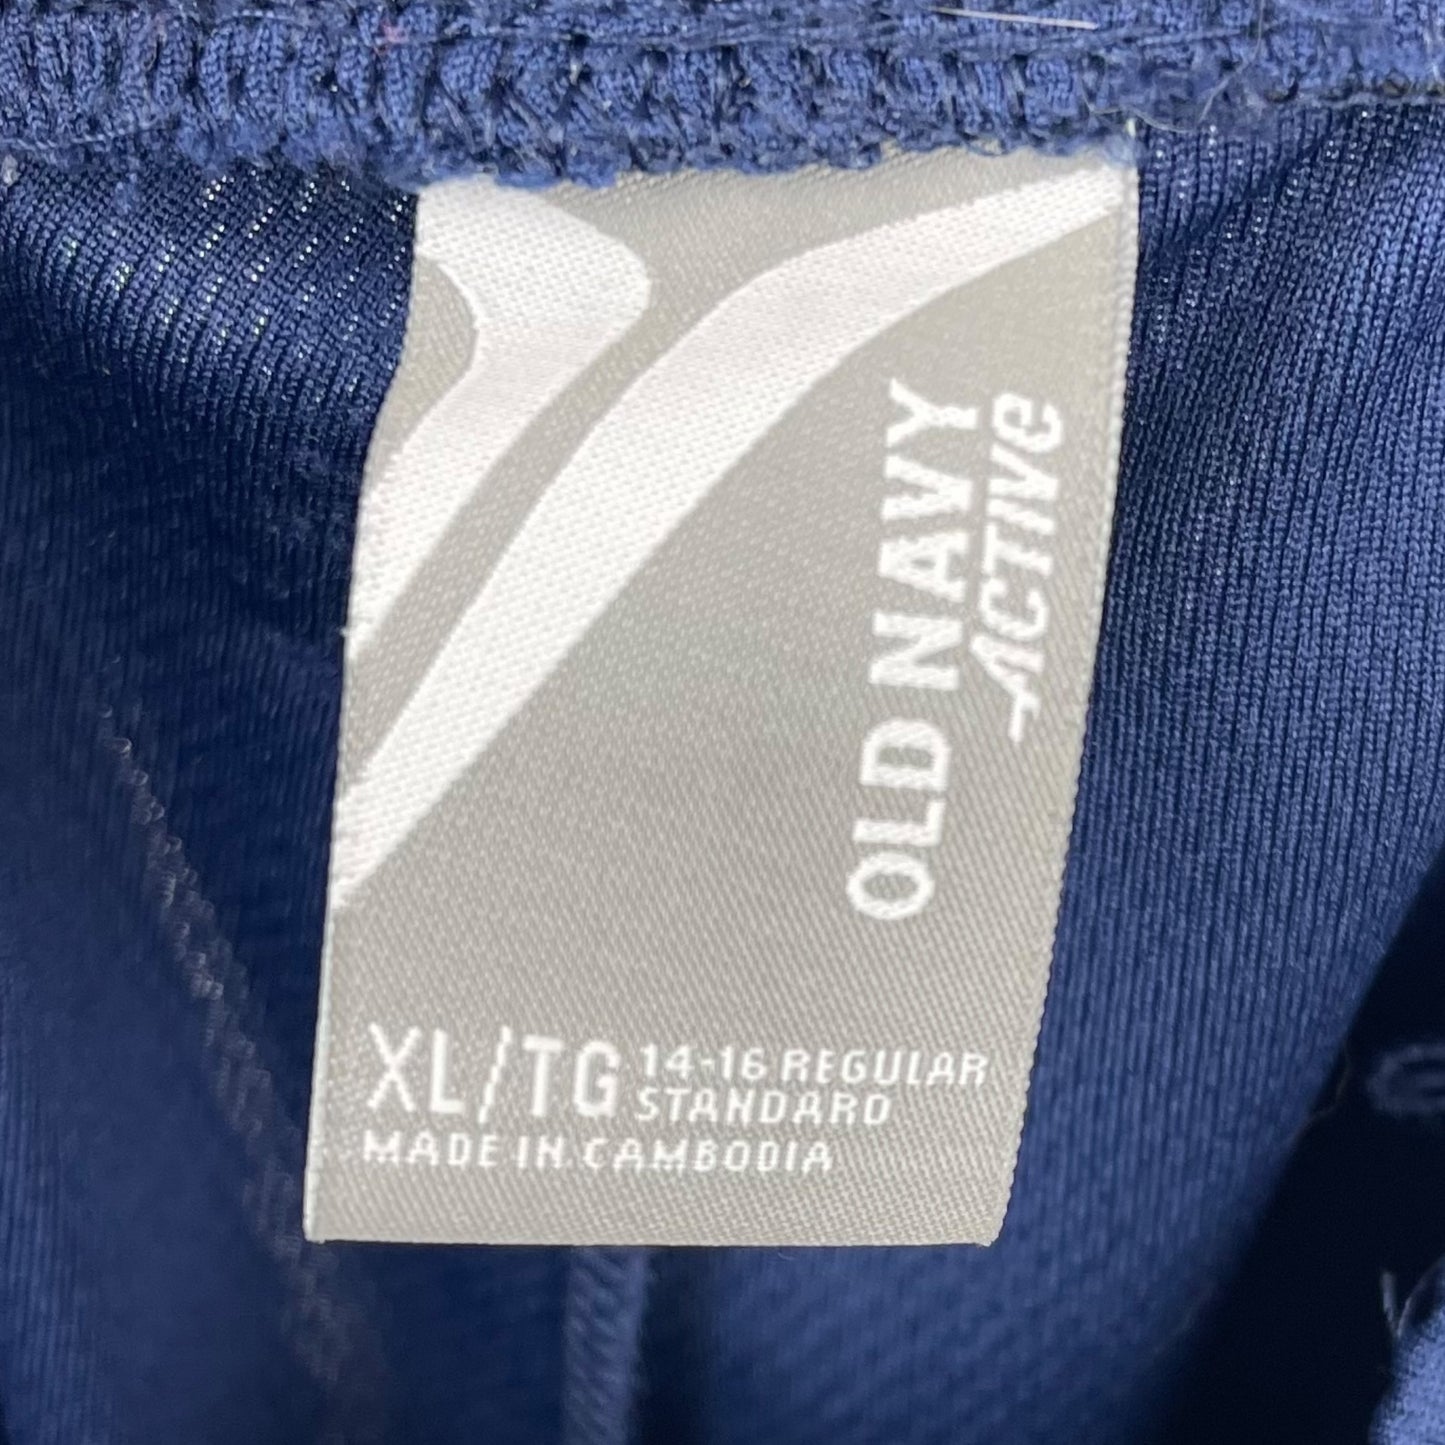 OLD NAVY
ACTIVE
XL/TG 14-16 REGULAR
STANDARD
MADE IN CAMBODIA